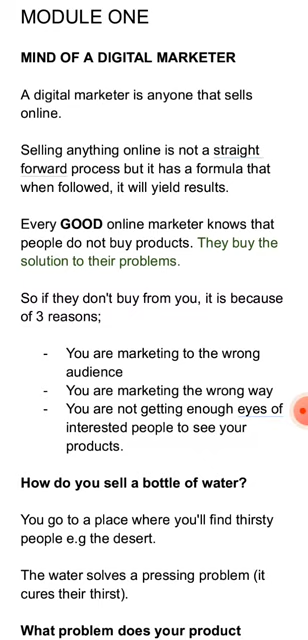 MODULE ONE
MIND OF A DIGITAL MARKETER
A digital marketer is anyone that sells
online.
Selling anything online is not a straight
forward process but it has a formula that
when followed, it will yield results.
Every GOOD online marketer knows that
people do not buy products. They buy the
solution to their problems.
So if they don't buy from you, it is because
of 3 reasons;
- You are marketing to the wrong
audience
- You are marketing the wrong way
- You are not getting enough eyes of
interested people to see your
products.
How do you sell a bottle of water?
You go to a place where you'll find thirsty
people e.g the desert.
The water solves a pressing problem (it
cures their thirst).
What problem does your product